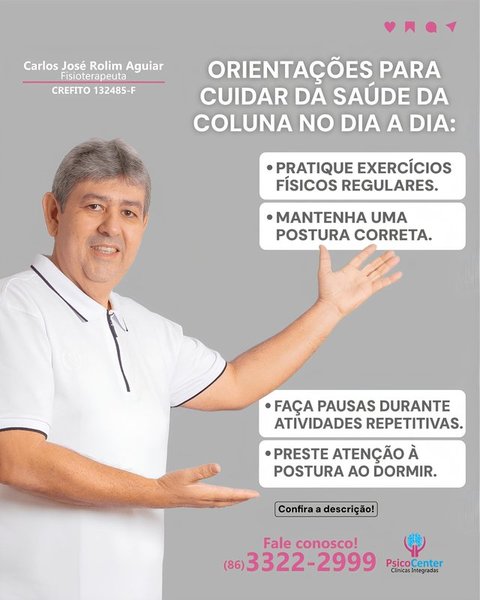 Carlos José Rolim Aguiar
Fisioterapeuta
CREFITO 132485-F
ORIENTAÇÕES PARA
CUIDAR DA SAÚDE DA
COLUNA NO DIA A DIA:
• PRATIQUE EXERCÍCIOS
FÍSICOS REGULARES.
• MANTENHA UMA
POSTURA CORRETA.
• FAÇA PAUSAS DURANTE
ATIVIDADES REPETITIVAS.
• PRESTE ATENÇÃO À
POSTURA AO DORMIR.
Confira a descrição!
Fale conosco!
(86) 3322-2999
PsicoCenter
Clínicas Integradas